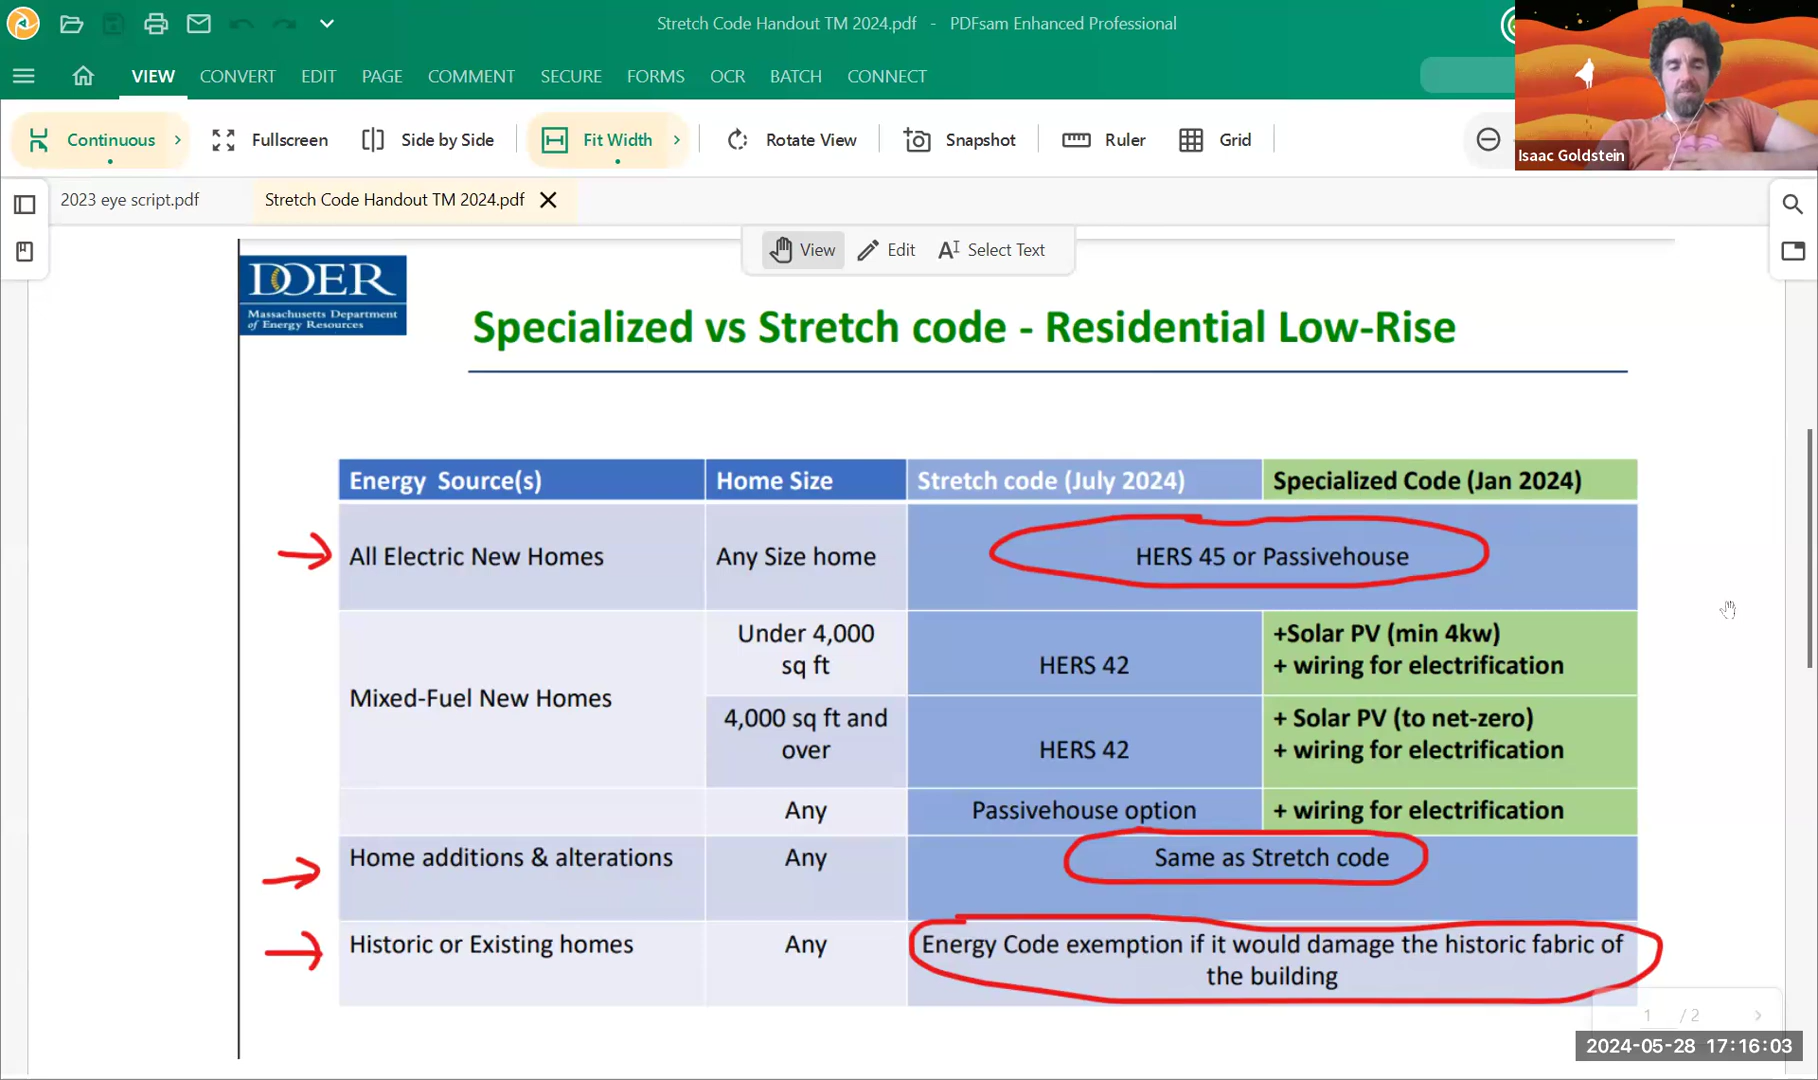 Stretch Code Handout TM 2024.pdf - PDFsam Enhanced Professional
VIEW CONVERT EDIT PAGE COMMENT SECURE FORMS OCR BATCH CONNECT
Continuous Fullscreen Side by Side Fit Width Rotate View Snapshot Ruler Grid
Isaac Goldstein
2023 eye script.pdf Stretch Code Handout TM 2024.pdf
View Edit Select Text
DOER
Massachusetts Department
of Energy Resources
Specialized vs Stretch code - Residential Low-Rise
Energy Source(s) Home Size Stretch code (July 2024) Specialized Code (Jan 2024)
All Electric New Homes Any Size home HERS 45 or Passivehouse
Mixed-Fuel New Homes
Under 4,000
sq ft
HERS 42
+Solar PV (min 4kw)
+ wiring for electrification
4,000 sq ft and
over
HERS 42
+ Solar PV (to net-zero)
+ wiring for electrification
Any Passivehouse option + wiring for electrification
Home additions & alterations Any Same as Stretch code
Historic or Existing homes Any Energy Code exemption if it would damage the historic fabric of
the building
1 / 2
2024-05-28 17:16:03